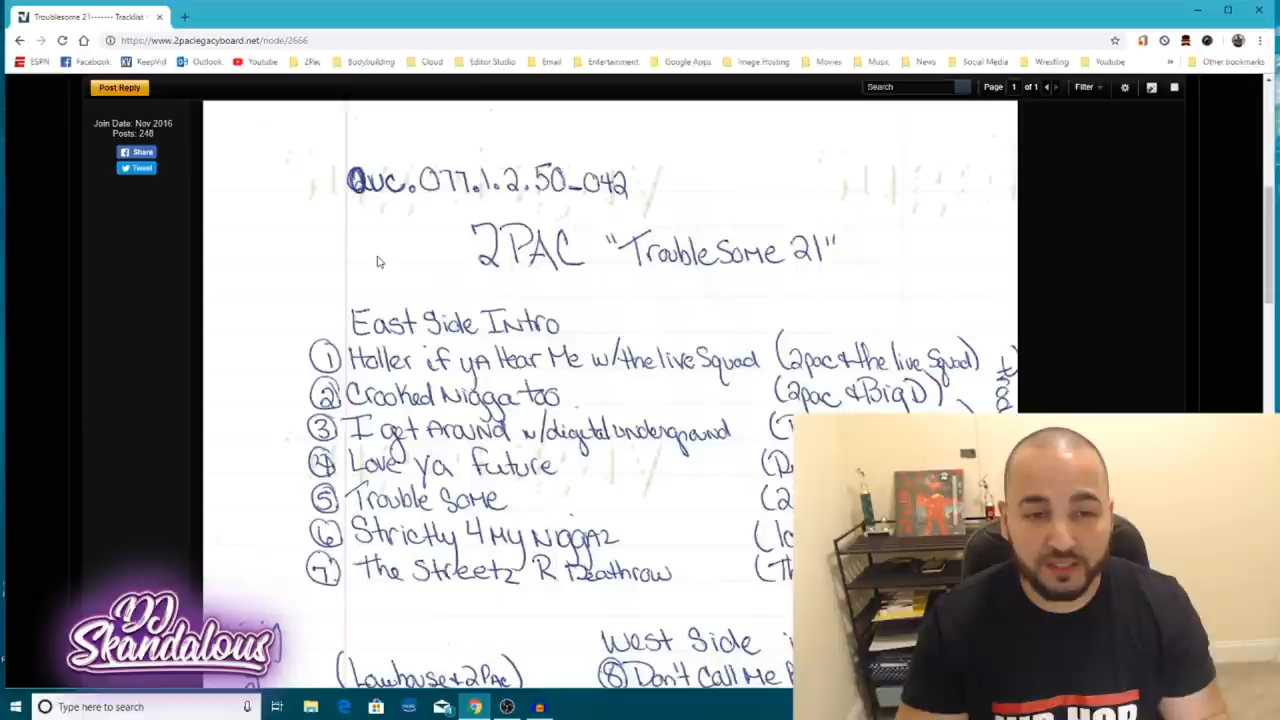 Troublesome 21------- Tracklist
https://www.2paclegacyboard.net/node/2666
ESPN Facebook KeepVid Outlook Youtube 2Pac Bodybuilding Cloud Editor Studio Email Entertainment Google Apps Image Hosting Movies Music News Social Media Wrestling Youtube » Other bookmarks
Post Reply Search Page 1 of 1 Filter
Join Date: Nov 2016
Posts: 248
Share
Tweet
QUC.077.1.2.50_042
2PAC "TroubleSome 21"
East Side Intro
1 Holler if yA Hear Me w/the live Squad (2pac & the live Squad)
2 Crooked Nigga too (2pac & Big D)
3 I get Around w/digital underground
4 Love ya Future
5 Trouble Some
6 Strictly 4 My Niggaz
7 The Streetz R Deathrow
West Side
(Lawhouse & 2PAC) 8 Don't Call Me
DJ
Skandalous
HIP HOP
Type here to search